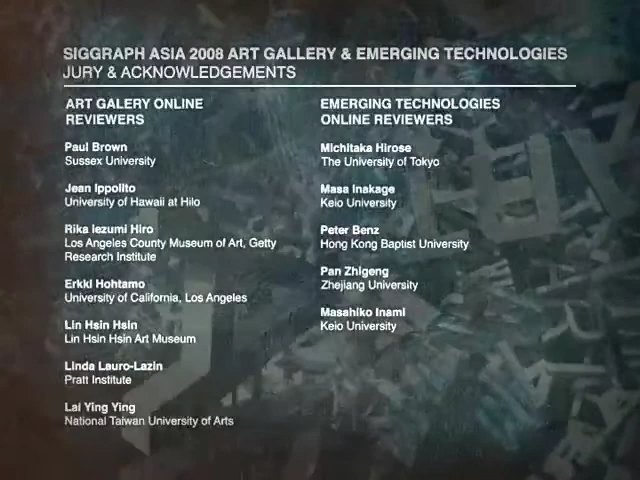 SIGGRAPH ASIA 2008 ART GALLERY & EMERGING TECHNOLOGIES
JURY & ACKNOWLEDGEMENTS
ART GALERY ONLINE
REVIEWERS
Paul Brown
Sussex University
Jean Ippolito
University of Hawaii at Hilo
Rika Iezumi Hiro
Los Angeles County Museum of Art, Getty
Research Institute
Erkki Hohtamo
University of California, Los Angeles
Lin Hsin Hsin
Lin Hsin Hsin Art Museum
Linda Lauro-Lazin
Pratt Institute
Lai Ying Ying
National Taiwan University of Arts
EMERGING TECHNOLOGIES
ONLINE REVIEWERS
Michitaka Hirose
The University of Tokyo
Masa Inakage
Keio University
Peter Benz
Hong Kong Baptist University
Pan Zhigeng
Zhejiang University
Masahiko Inami
Keio University